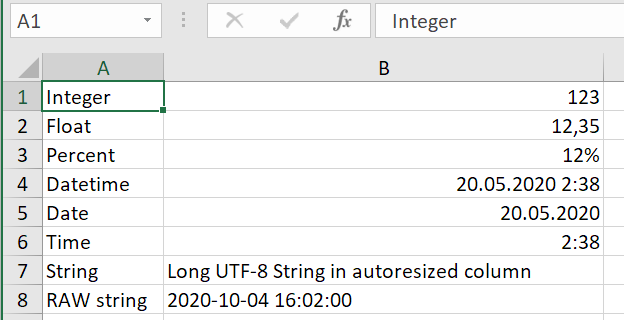 A1 fx Integer
A B
1 Integer 123
2 Float 12,35
3 Percent 12%
4 Datetime 20.05.2020 2:38
5 Date 20.05.2020
6 Time 2:38
7 String Long UTF-8 String in autoresized column
8 RAW string 2020-10-04 16:02:00